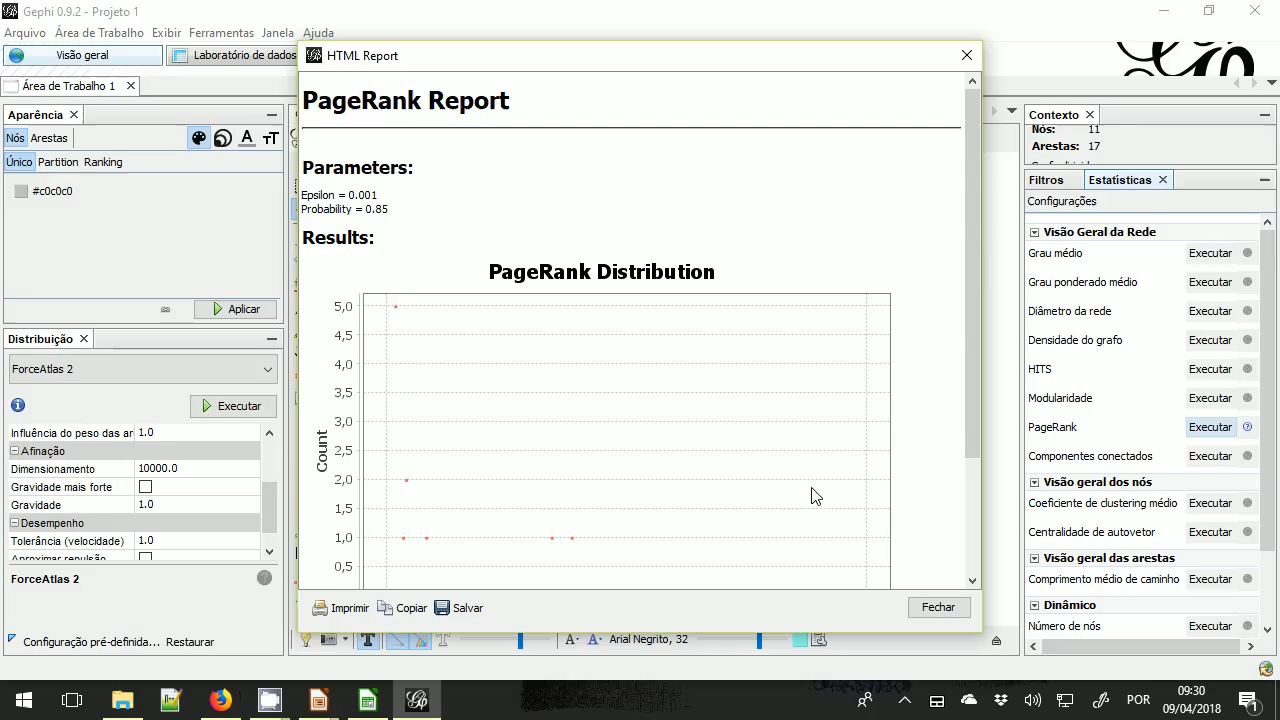 Gephi 0.9.2 - Projeto 1
Arquivo Área de Trabalho Exibir Ferramentas Janela Ajuda
Visão geral
Laboratório de dados
Área de Trabalho 1
Aparência
Nós Arestas
Único Partition Ranking
#c0c0c0
Aplicar
Distribuição
ForceAtlas 2
Executar
Influência do peso das ar 1.0
Afinação
Dimensionamento 10000.0
Gravidade mais forte
Gravidade 1.0
Desempenho
Tolerância (velocidade) 1.0
Aproximar repulsão
ForceAtlas 2
Configuração pré-definida... Restaurar
HTML Report
PageRank Report
Parameters:
Epsilon = 0.001
Probability = 0.85
Results:
PageRank Distribution
5,0
4,5
4,0
3,5
3,0
2,5
2,0
1,5
1,0
0,5
Count
Imprimir Copiar Salvar
Fechar
Arial Negrito, 32
Contexto
Nós: 11
Arestas: 17
Filtros Estatísticas
Configurações
Visão Geral da Rede
Grau médio Executar
Grau ponderado médio Executar
Diâmetro da rede Executar
Densidade do grafo Executar
HITS Executar
Modularidade Executar
PageRank Executar
Componentes conectados Executar
Visão geral dos nós
Coeficiente de clustering médio Executar
Centralidade de autovetor Executar
Visão geral das arestas
Comprimento médio de caminho Executar
Dinâmico
Número de nós Executar
POR
09:30
09/04/2018
1